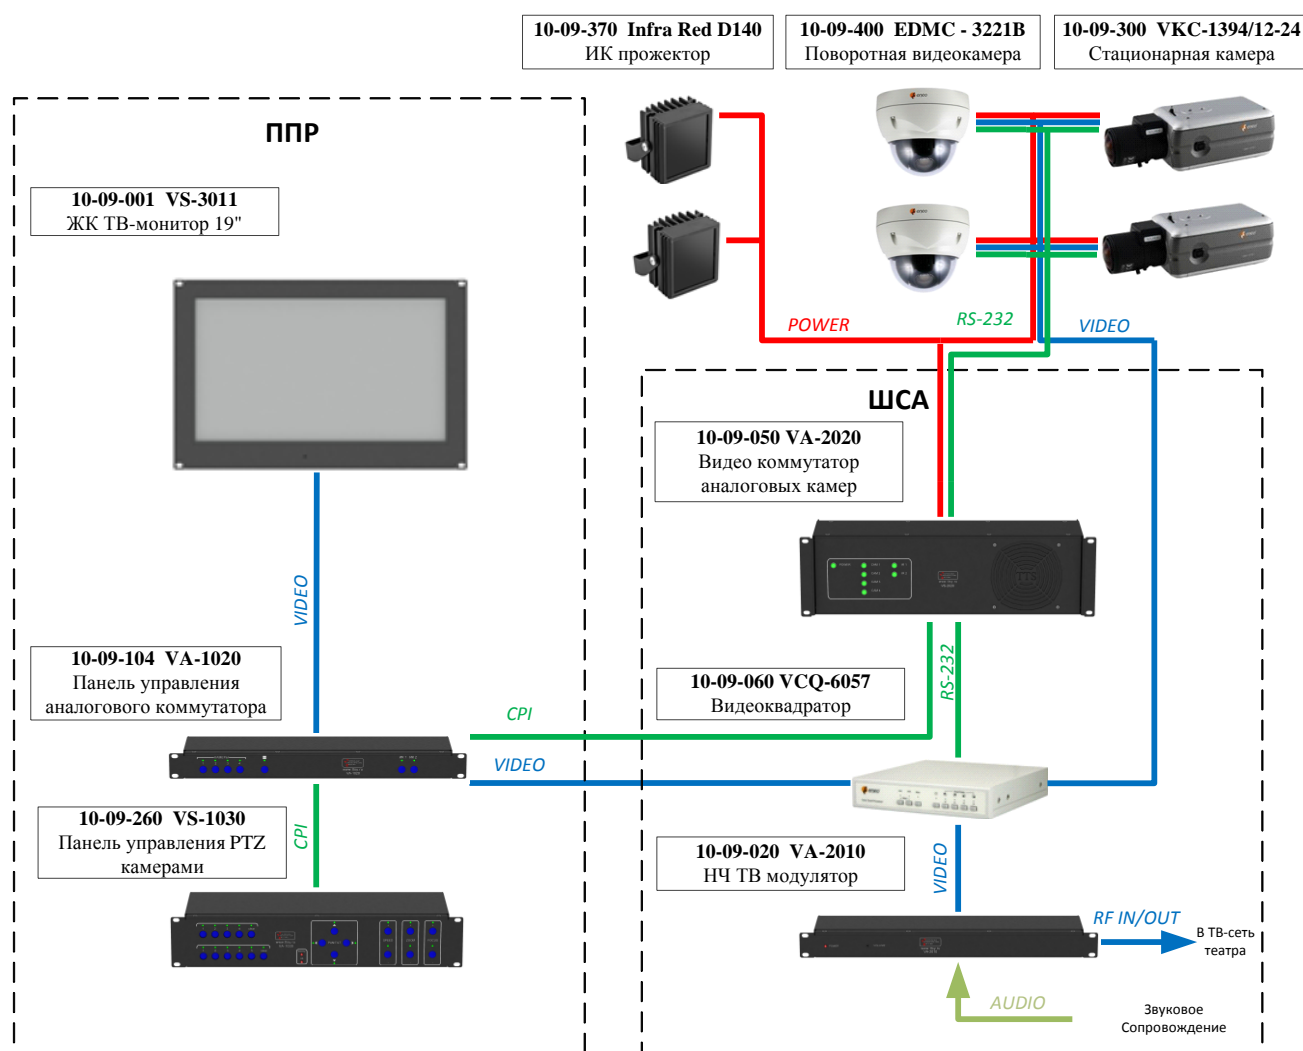 10-09-370 Infra Red D140
ИК прожектор
10-09-400 EDMC - 3221B
Поворотная видеокамера
10-09-300 VKC-1394/12-24
Стационарная камера
ППР
10-09-001 VS-3011
ЖК ТВ-монитор 19"
POWER
RS-232
VIDEO
ШСА
10-09-050 VA-2020
Видео коммутатор
аналоговых камер
VIDEO
10-09-104 VA-1020
Панель управления
аналогового коммутатора
10-09-060 VCQ-6057
Видеоквадратор
RS-232
CPI
VIDEO
10-09-260 VS-1030
Панель управления PTZ
камерами
CPI
10-09-020 VA-2010
НЧ ТВ модулятор
VIDEO
RF IN/OUT
В ТВ-сеть
театра
AUDIO
Звуковое
Сопровождение